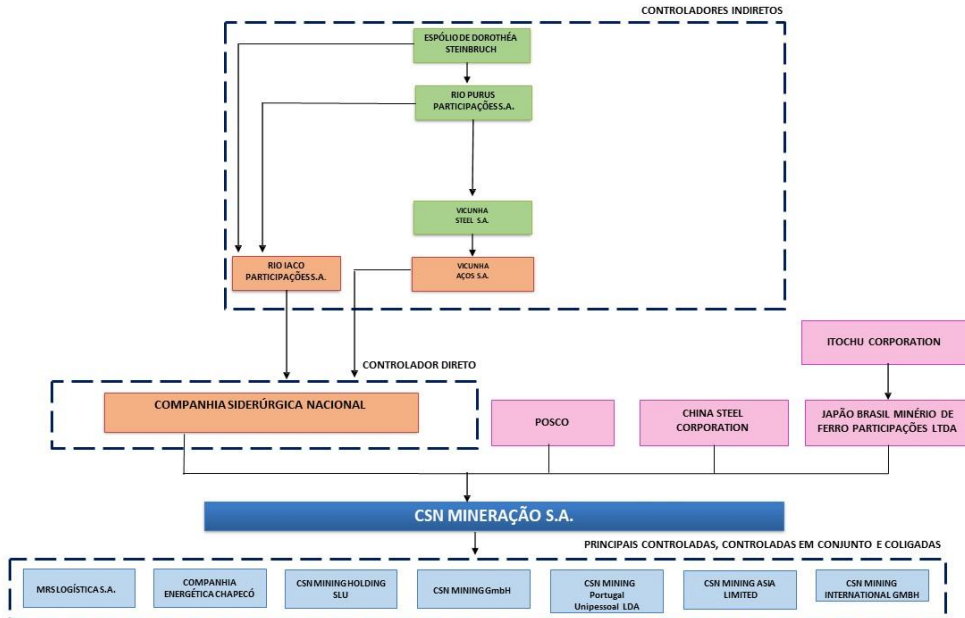 CONTROLADORES INDIRETOS
ESPÓLIO DE DOROTHÉA
STEINBRUCH
RIO PURUS
PARTICIPAÇÕES S.A.
VICUNHA
STEEL S.A.
RIO IACO
PARTICIPAÇÕES S.A.
VICUNHA
AÇOS S.A.
ITOCHU CORPORATION
CONTROLADOR DIRETO
COMPANHIA SIDERÚRGICA NACIONAL
POSCO
CHINA STEEL
CORPORATION
JAPÃO BRASIL MINÉRIO DE
FERRO PARTICIPAÇÕES LTDA
CSN MINERAÇÃO S.A.
PRINCIPAIS CONTROLADAS, CONTROLADAS EM CONJUNTO E COLIGADAS
MRS LOGÍSTICA S.A.
COMPANHIA
ENERGÉTICA CHAPECÓ
CSN MINING HOLDING
SLU
CSN MINING GmbH
CSN MINING
Portugal
Unipessoal LDA
CSN MINING ASIA
LIMITED
CSN MINING
INTERNATIONAL GMBH